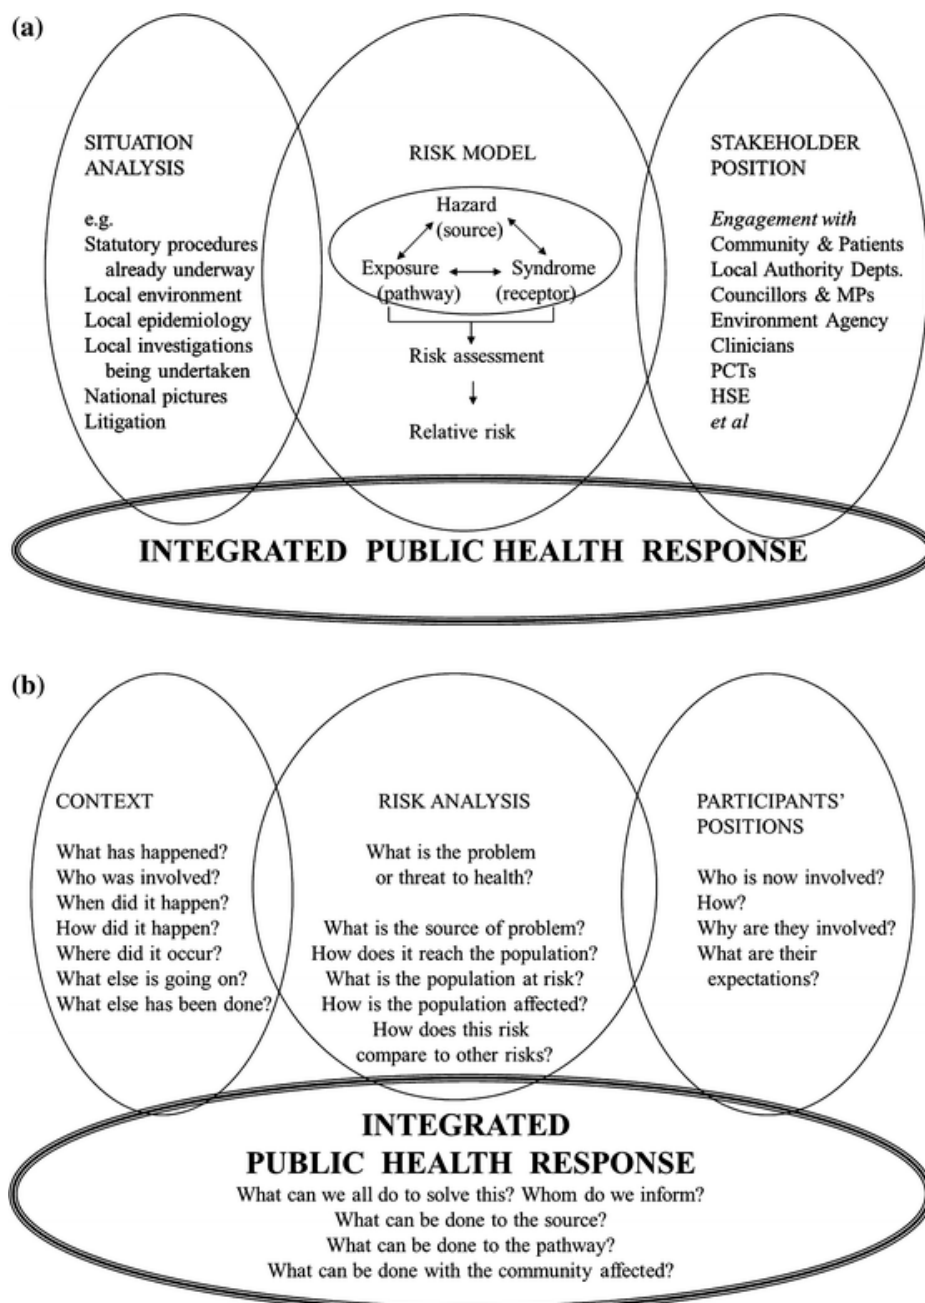 (a)
SITUATION
ANALYSIS
e.g.
Statutory procedures
already underway
Local environment
Local epidemiology
Local investigations
being undertaken
National pictures
Litigation
RISK MODEL
Hazard
(source)
Exposure
(pathway)
Syndrome
(receptor)
Risk assessment
Relative risk
STAKEHOLDER
POSITION
Engagement with
Community & Patients
Local Authority Depts.
Councillors & MPs
Environment Agency
Clinicians
PCTs
HSE
et al
INTEGRATED PUBLIC HEALTH RESPONSE
(b)
CONTEXT
What has happened?
Who was involved?
When did it happen?
How did it happen?
Where did it occur?
What else is going on?
What else has been done?
RISK ANALYSIS
What is the problem
or threat to health?
What is the source of problem?
How does it reach the population?
What is the population at risk?
How is the population affected?
How does this risk
compare to other risks?
PARTICIPANTS’
POSITIONS
Who is now involved?
How?
Why are they involved?
What are their
expectations?
INTEGRATED
PUBLIC HEALTH RESPONSE
What can we all do to solve this? Whom do we inform?
What can be done to the source?
What can be done to the pathway?
What can be done with the community affected?